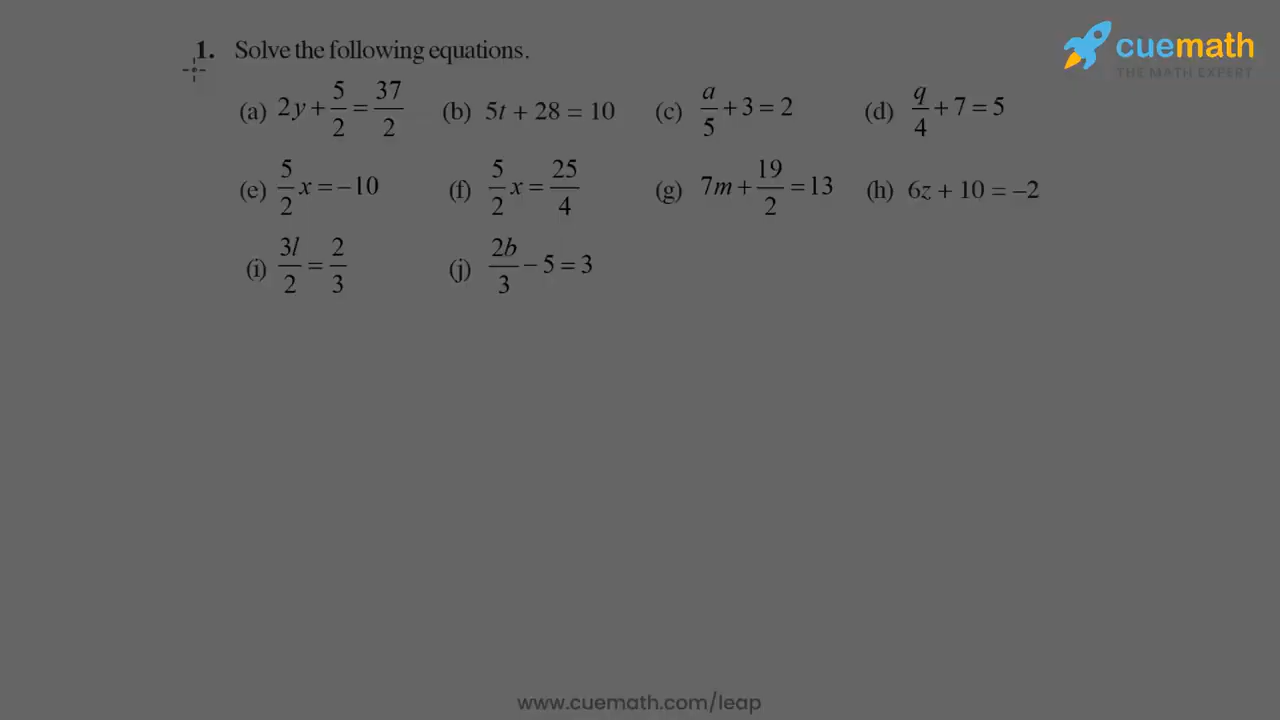 1. Solve the following equations.
cuemath
THE MATH EXPERT
(a) 2y + 5/2 = 37/2 (b) 5t + 28 = 10 (c) a/5 + 3 = 2 (d) q/4 + 7 = 5
(e) 5/2 x = –10 (f) 5/2 x = 25/4 (g) 7m + 19/2 = 13 (h) 6z + 10 = –2
(i) 3l/2 = 2/3 (j) 2b/3 – 5 = 3
www.cuemath.com/leap